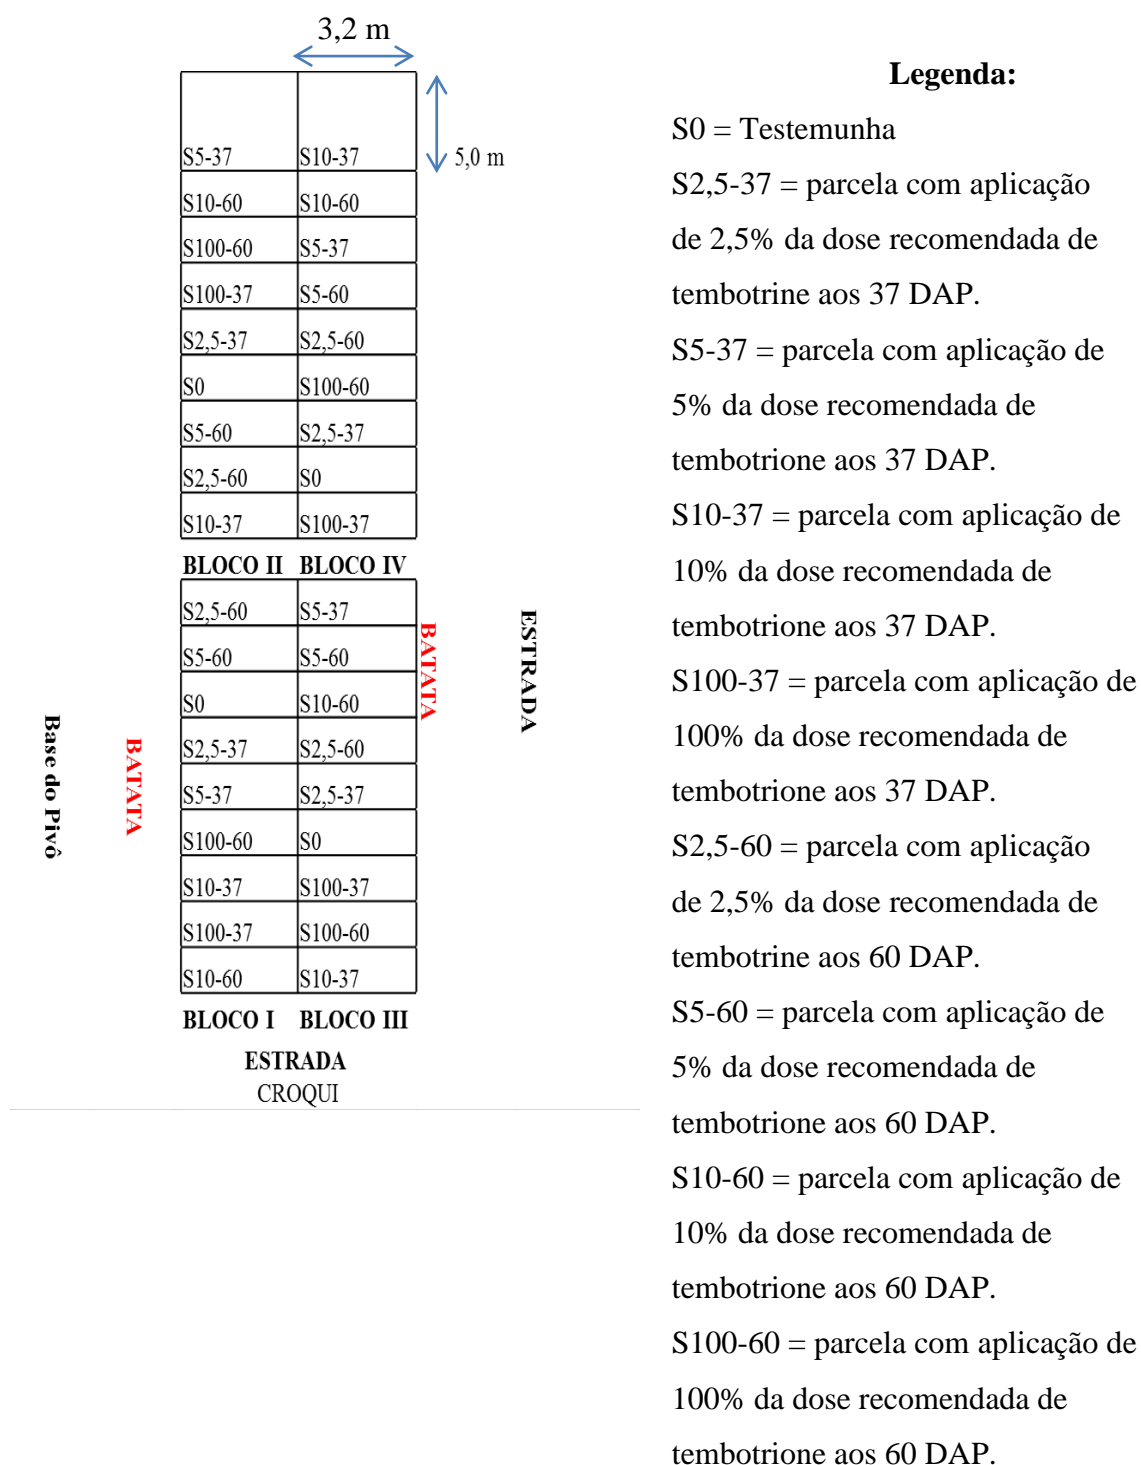 3,2 m
5,0 m
S5-37 S10-37
S10-60 S10-60
S100-60 S5-37
S100-37 S5-60
S2,5-37 S2,5-60
S0 S100-60
S5-60 S2,5-37
S2,5-60 S0
S10-37 S100-37
BLOCO II BLOCO IV
S2,5-60 S5-37
S5-60 S5-60
S0 S10-60
S2,5-37 S2,5-60
S5-37 S2,5-37
S100-60 S0
S10-37 S100-37
S100-37 S100-60
S10-60 S10-37
BLOCO I BLOCO III
ESTRADA
CROQUI
Base do Pivô
BATATA
BATATA
ESTRADA
Legenda:
S0 = Testemunha
S2,5-37 = parcela com aplicação
de 2,5% da dose recomendada de
tembotrine aos 37 DAP.
S5-37 = parcela com aplicação de
5% da dose recomendada de
tembotrione aos 37 DAP.
S10-37 = parcela com aplicação de
10% da dose recomendada de
tembotrione aos 37 DAP.
S100-37 = parcela com aplicação de
100% da dose recomendada de
tembotrione aos 37 DAP.
S2,5-60 = parcela com aplicação
de 2,5% da dose recomendada de
tembotrine aos 60 DAP.
S5-60 = parcela com aplicação de
5% da dose recomendada de
tembotrione aos 60 DAP.
S10-60 = parcela com aplicação de
10% da dose recomendada de
tembotrione aos 60 DAP.
S100-60 = parcela com aplicação de
100% da dose recomendada de
tembotrione aos 60 DAP.